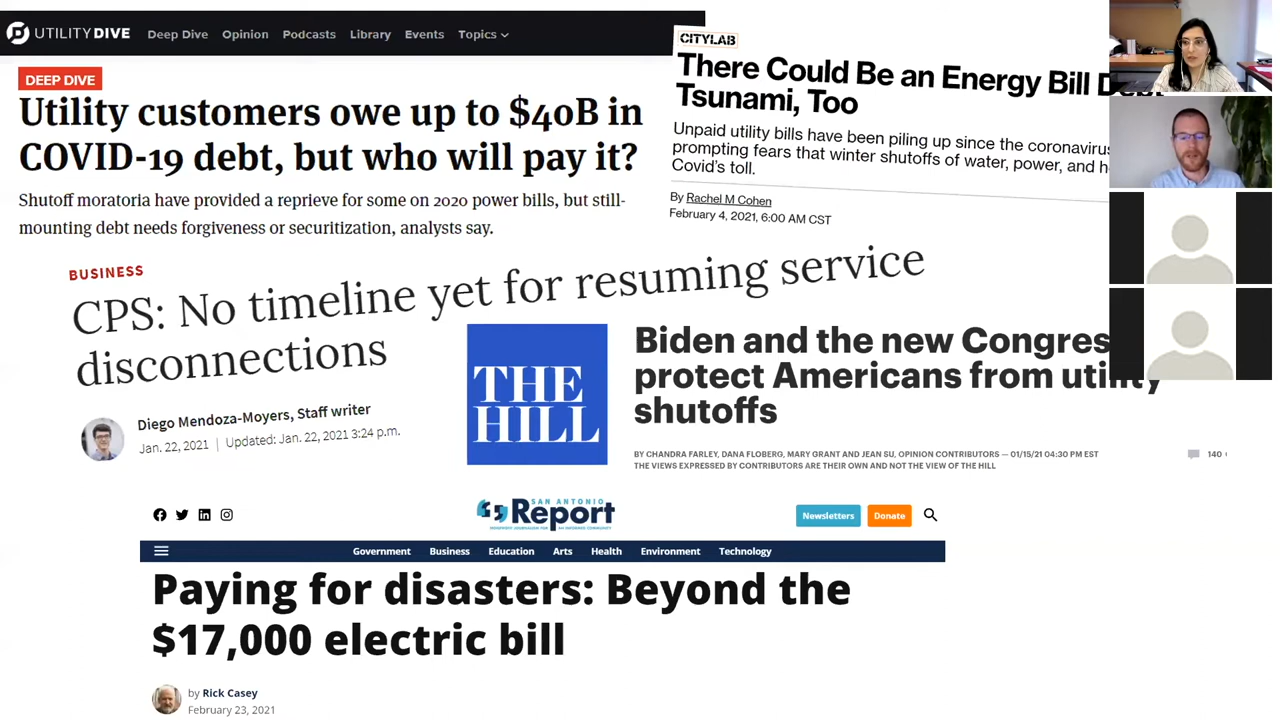 UTILITY DIVE Deep Dive Opinion Podcasts Library Events Topics
DEEP DIVE
Utility customers owe up to $40B in
COVID-19 debt, but who will pay it?
Shutoff moratoria have provided a reprieve for some on 2020 power bills, but still-
mounting debt needs forgiveness or securitization, analysts say.
CITYLAB
There Could Be an Energy Bill Debt
Tsunami, Too
Unpaid utility bills have been piling up since the coronavirus
prompting fears that winter shutoffs of water, power, and
Covid's toll.
By Rachel M Cohen
February 4, 2021, 6:00 AM CST
BUSINESS
CPS: No timeline yet for resuming service
disconnections
Diego Mendoza-Moyers, Staff writer
Jan. 22, 2021 | Updated: Jan. 22, 2021 3:24 p.m.
THE
HILL
Biden and the new Congres
protect Americans from utility
shutoffs
BY CHANDRA FARLEY, DANA FLOBERG, MARY GRANT AND JEAN SU, OPINION CONTRIBUTORS — 01/15/21 04:30 PM EST
THE VIEWS EXPRESSED BY CONTRIBUTORS ARE THEIR OWN AND NOT THE VIEW OF THE HILL
140
SAN ANTONIO
Report
Newsletters Donate
Government Business Education Arts Health Environment Technology
Paying for disasters: Beyond the
$17,000 electric bill
by Rick Casey
February 23, 2021